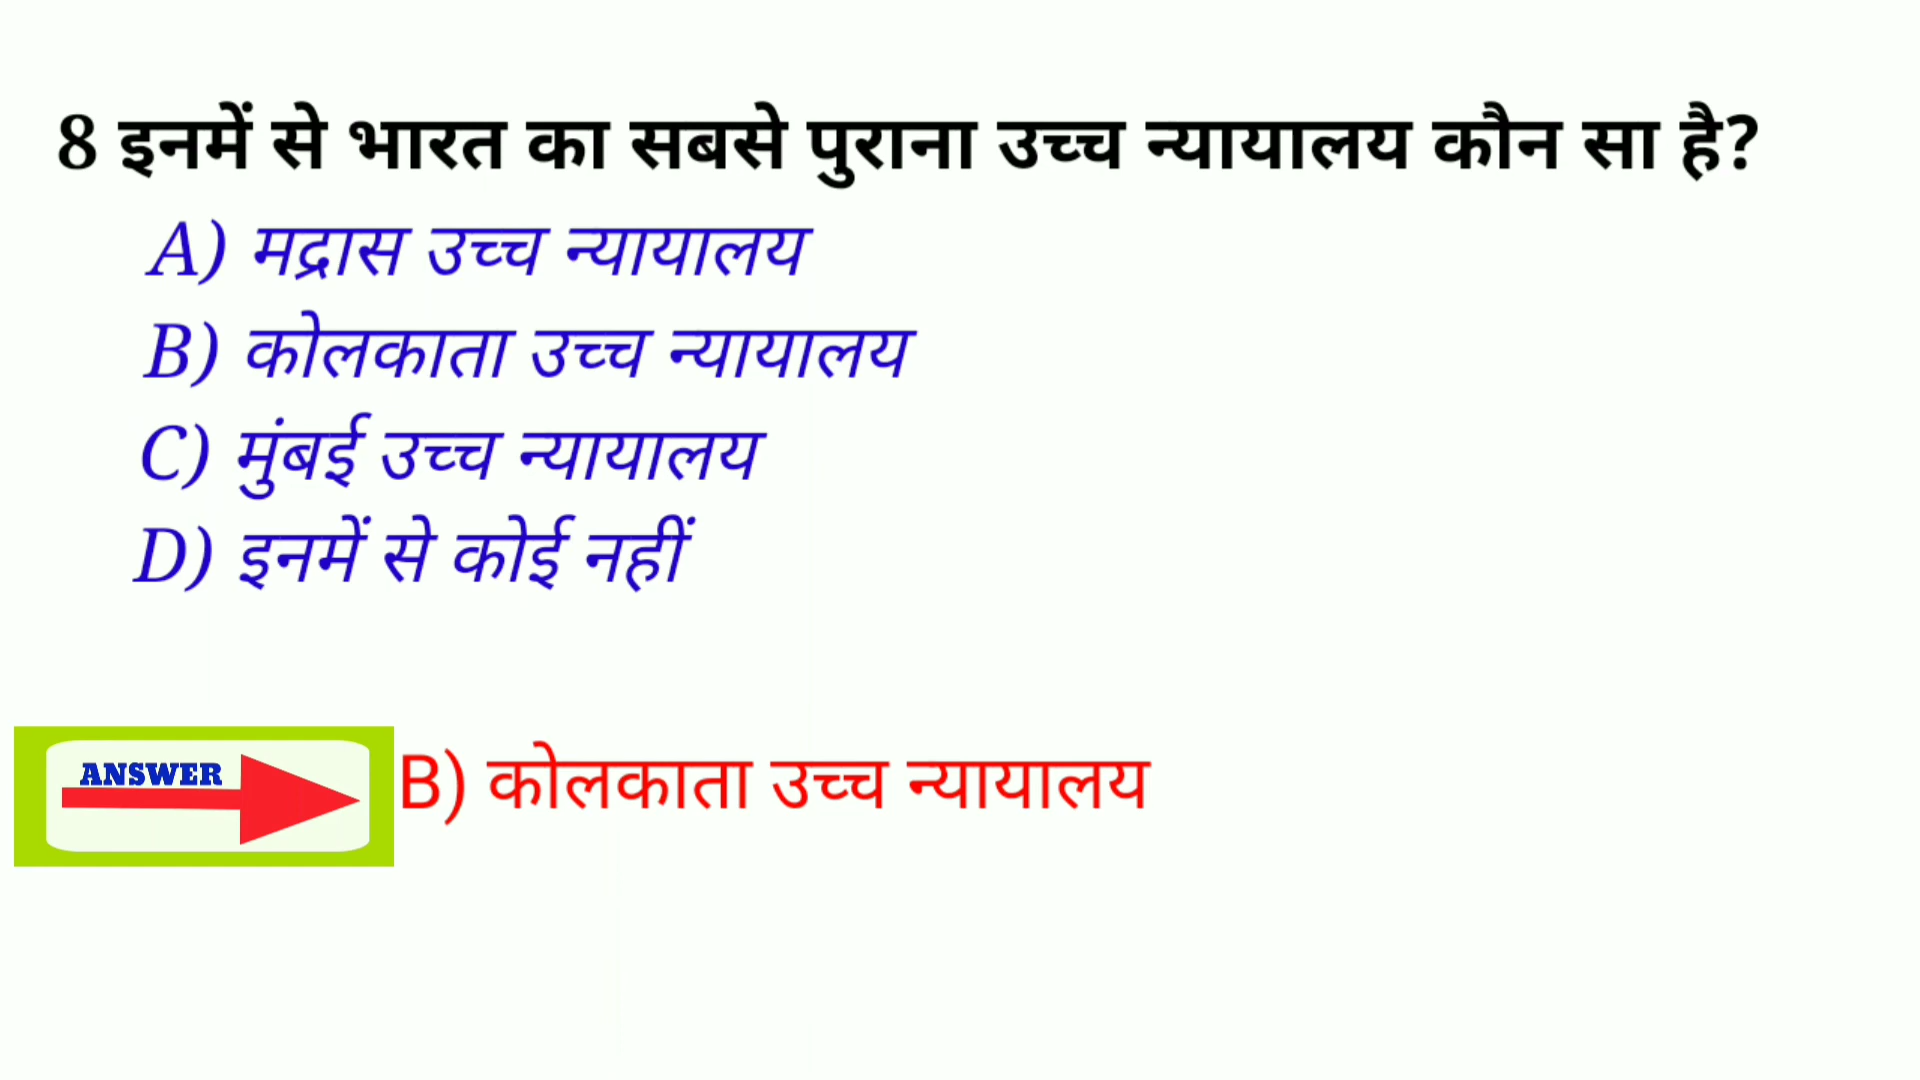 8 इनमें से भारत का सबसे पुराना उच्च न्यायालय कौन सा है?
A) मद्रास उच्च न्यायालय
B) कोलकाता उच्च न्यायालय
C) मुंबई उच्च न्यायालय
D) इनमें से कोई नहीं
ANSWER
B) कोलकाता उच्च न्यायालय